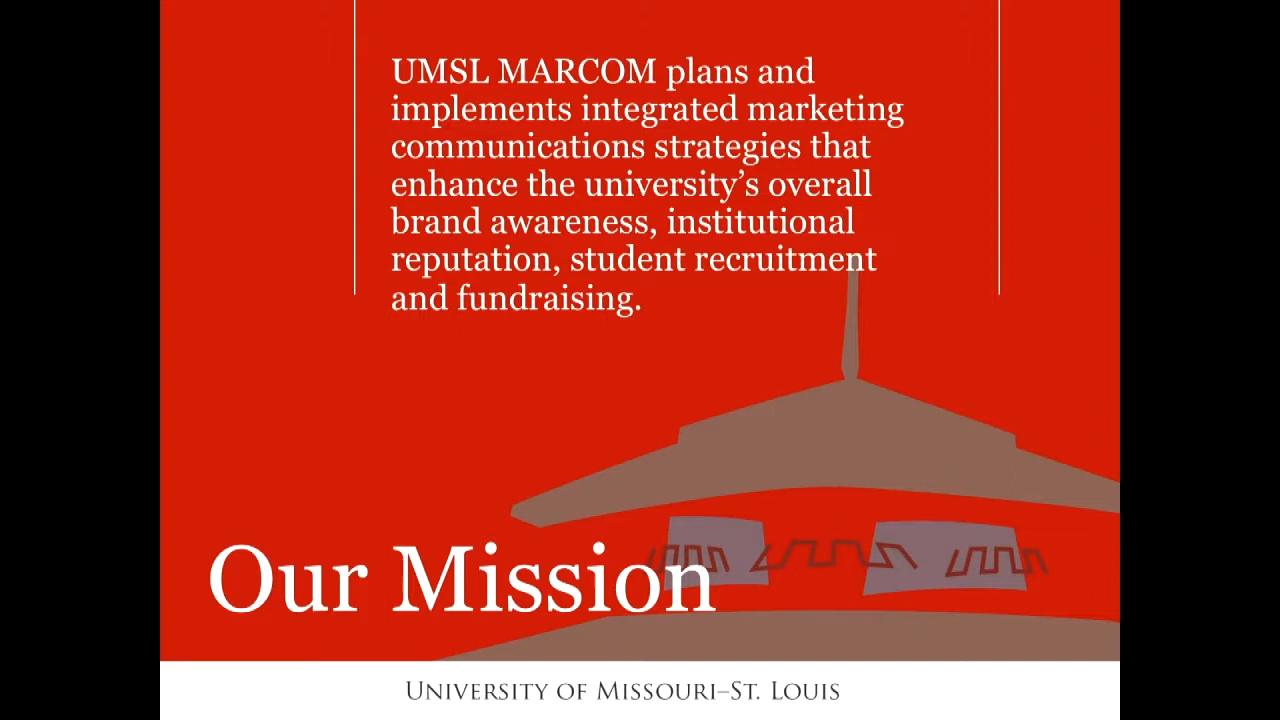 UMSL MARCOM plans and
implements integrated marketing
communications strategies that
enhance the university’s overall
brand awareness, institutional
reputation, student recruitment
and fundraising.
Our Mission
University of Missouri–St. Louis